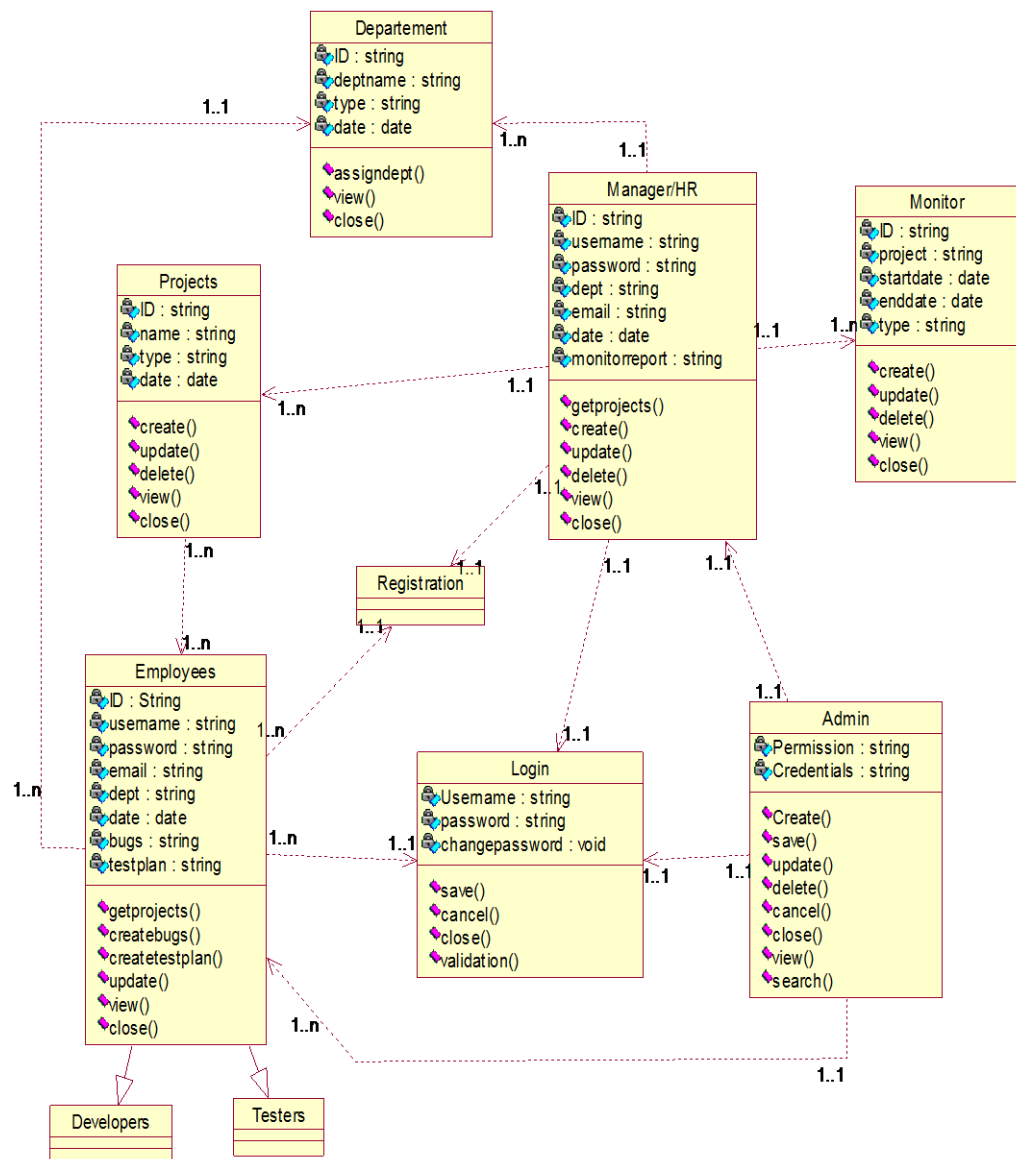 Departement
ID : string
deptname : string
type : string
date : date
assigndept()
view()
close()
1..1
1..n
1..1
Manager/HR
ID : string
username : string
password : string
dept : string
email : string
date : date
monitorreport : string
getprojects()
create()
update()
delete()
view()
close()
Monitor
ID : string
project : string
startdate : date
enddate : date
type : string
create()
update()
delete()
view()
close()
1..1
1..n
Projects
ID : string
name : string
type : string
date : date
create()
update()
delete()
view()
close()
1..1
1..n
1..1
1..1
Registration
1..1
1..n
1..n
1..n
1..1
1..1
1..1
1..1
Employees
ID : String
username : string
password : string
email : string
dept : string
date : date
bugs : string
testplan : string
getprojects()
createbugs()
createtestplan()
update()
view()
close()
1..n
1..n
1..1
Login
Username : string
password : string
changepassword : void
save()
cancel()
close()
validation()
1..1
1..1
Admin
Permission : string
Credentials : string
Create()
save()
update()
delete()
cancel()
close()
view()
search()
1..n
1..1
Developers
Testers